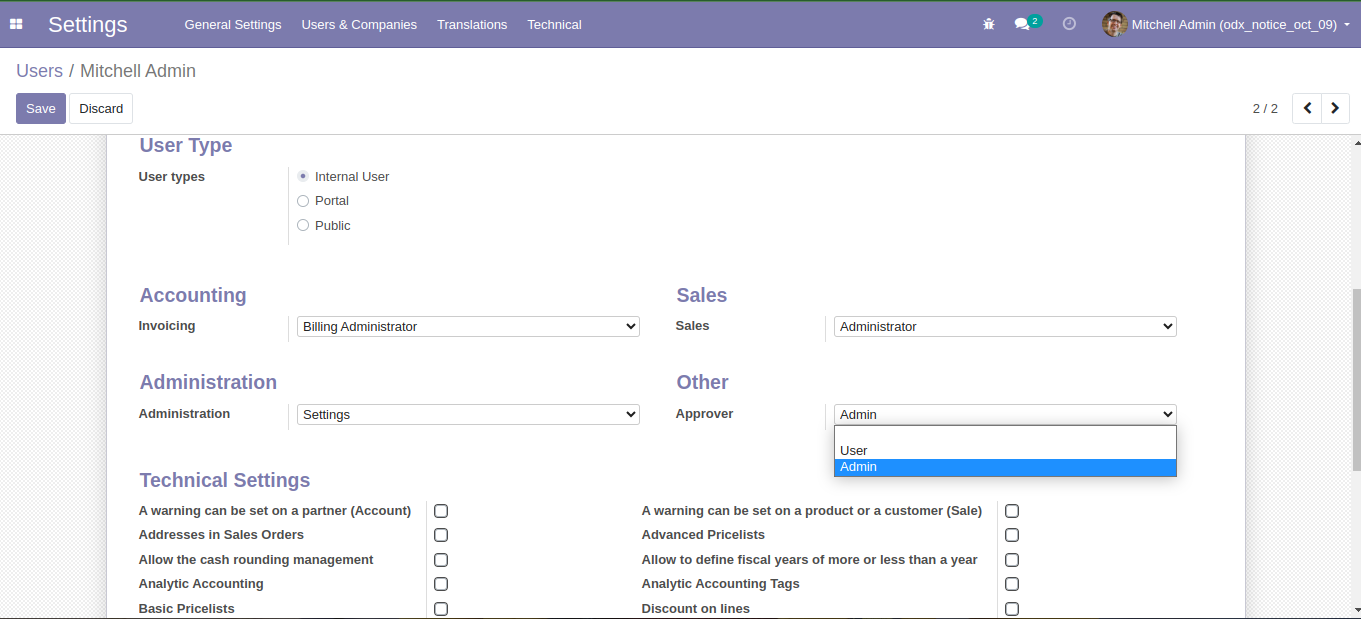 Settings General Settings Users & Companies Translations Technical 2 Mitchell Admin (odx_notice_oct_09)
Users / Mitchell Admin
Save Discard 2 / 2
User Type
User types Internal User
Portal
Public
Accounting Sales
Invoicing Billing Administrator Sales Administrator
Administration Other
Administration Settings Approver Admin
User
Admin
Technical Settings
A warning can be set on a partner (Account) A warning can be set on a product or a customer (Sale)
Addresses in Sales Orders Advanced Pricelists
Allow the cash rounding management Allow to define fiscal years of more or less than a year
Analytic Accounting Analytic Accounting Tags
Basic Pricelists Discount on lines